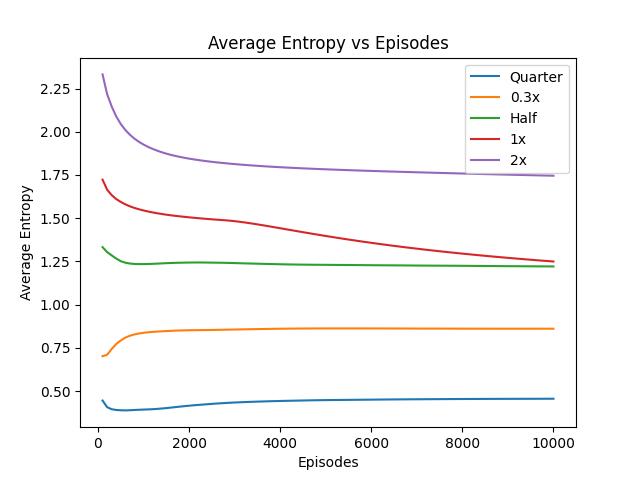 Average Entropy vs Episodes
Average Entropy
2.25
2.00
1.75
1.50
1.25
1.00
0.75
0.50
Quarter
0.3x
Half
1x
2x
0
2000
4000
6000
8000
10000
Episodes